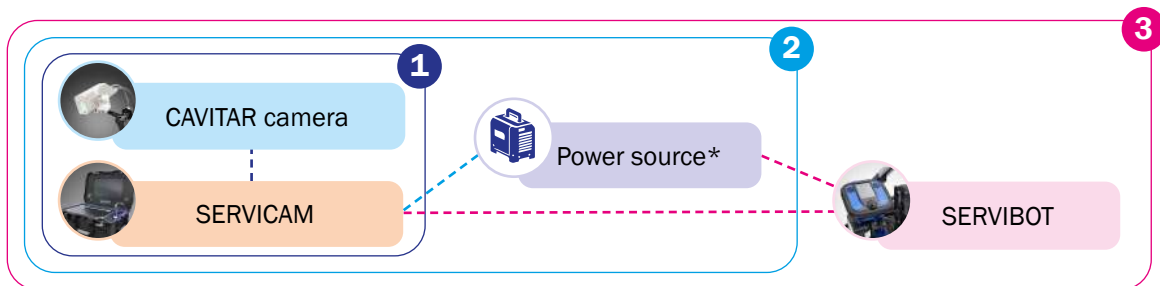 3
2
1
CAVITAR camera
Power source*
SERVICAM
SERVIBOT